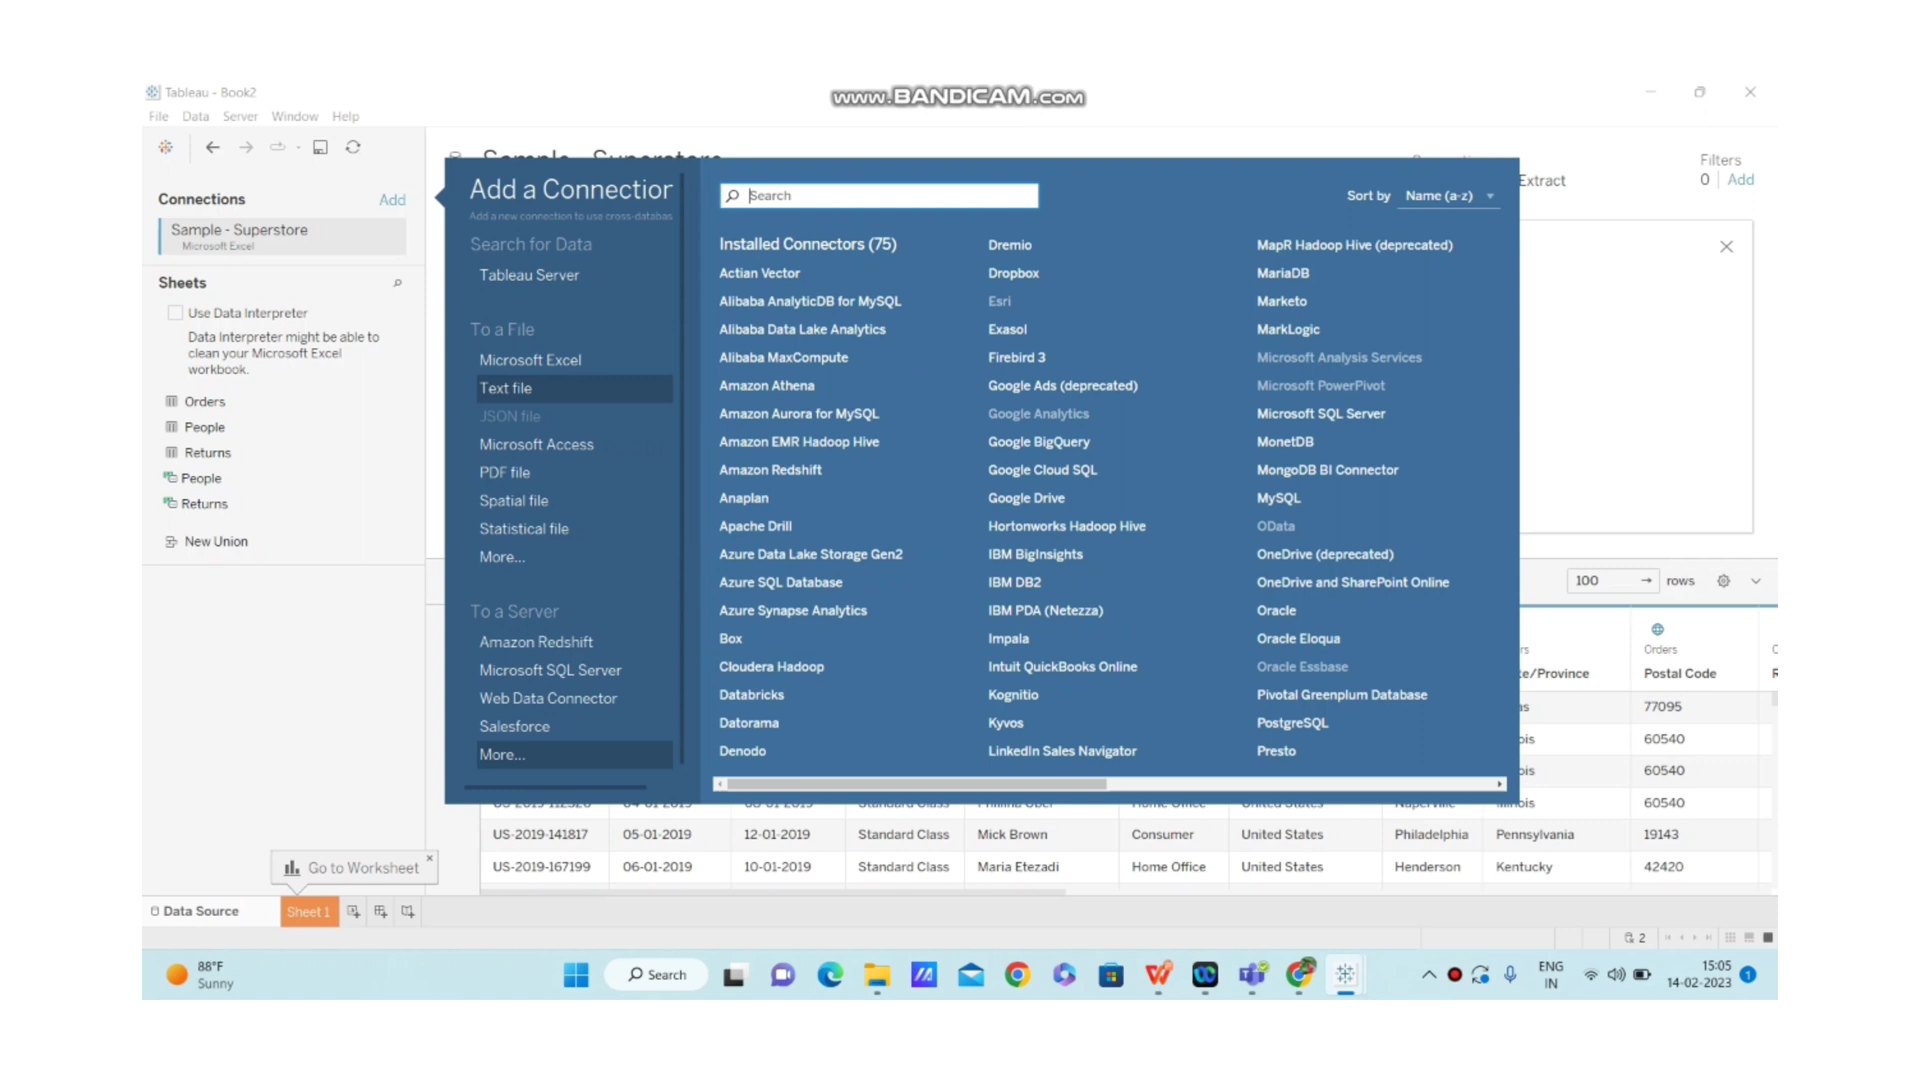 Tableau - Book2
www.BANDICAM.com
File Data Server Window Help
Connections Add
Sample - Superstore
Microsoft Excel
Sheets
Use Data Interpreter
Data Interpreter might be able to
clean your Microsoft Excel
workbook.
Orders
People
Returns
People
Returns
New Union
Sample - Superstore
Extract
Filters
0 Add
Add a Connection
Add a new connection to use cross-databas
Search for Data
Tableau Server
To a File
Microsoft Excel
Text file
JSON file
Microsoft Access
PDF file
Spatial file
Statistical file
More...
To a Server
Amazon Redshift
Microsoft SQL Server
Web Data Connector
Salesforce
More...
Search
Sort by Name (a-z)
Installed Connectors (75)
Actian Vector
Alibaba AnalyticDB for MySQL
Alibaba Data Lake Analytics
Alibaba MaxCompute
Amazon Athena
Amazon Aurora for MySQL
Amazon EMR Hadoop Hive
Amazon Redshift
Anaplan
Apache Drill
Azure Data Lake Storage Gen2
Azure SQL Database
Azure Synapse Analytics
Box
Cloudera Hadoop
Databricks
Datorama
Denodo
Dremio
Dropbox
Esri
Exasol
Firebird 3
Google Ads (deprecated)
Google Analytics
Google BigQuery
Google Cloud SQL
Google Drive
Hortonworks Hadoop Hive
IBM BigInsights
IBM DB2
IBM PDA (Netezza)
Impala
Intuit QuickBooks Online
Kognitio
Kyvos
LinkedIn Sales Navigator
MapR Hadoop Hive (deprecated)
MariaDB
Marketo
MarkLogic
Microsoft Analysis Services
Microsoft PowerPivot
Microsoft SQL Server
MonetDB
MongoDB BI Connector
MySQL
OData
OneDrive (deprecated)
OneDrive and SharePoint Online
Oracle
Oracle Eloqua
Oracle Essbase
Pivotal Greenplum Database
PostgreSQL
Presto
100 rows
Orders
te/Province Postal Code
77095
60540
60540
60540
US-2019-141817 05-01-2019 12-01-2019 Standard Class Mick Brown Consumer United States Philadelphia Pennsylvania 19143
US-2019-167199 06-01-2019 10-01-2019 Standard Class Maria Etezadi Home Office United States Henderson Kentucky 42420
Go to Worksheet
Data Source Sheet 1
2
88°F
Sunny
Search
ENG
IN
15:05
14-02-2023
1